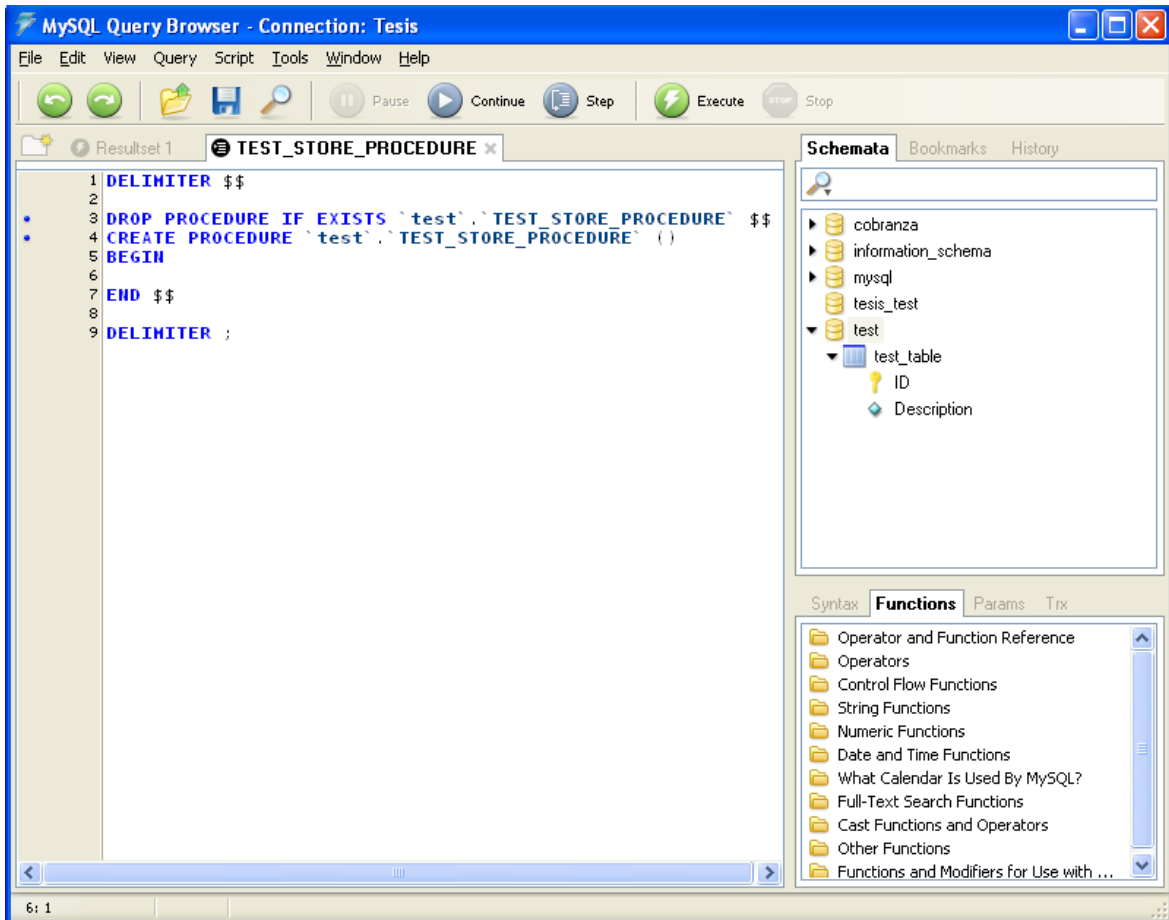 MySQL Query Browser - Connection: Tesis
File Edit View Query Script Tools Window Help
Pause Continue Step Execute STOP Stop
Resultset 1 TEST_STORE_PROCEDURE
1 DELIMITER $$
2
3 DROP PROCEDURE IF EXISTS `test`.`TEST_STORE_PROCEDURE` $$
4 CREATE PROCEDURE `test`.`TEST_STORE_PROCEDURE` ()
5 BEGIN
6
7 END $$
8
9 DELIMITER ;
Schemata Bookmarks History
cobranza
information_schema
mysql
tesis_test
test
test_table
ID
Description
Syntax Functions Params Trx
Operator and Function Reference
Operators
Control Flow Functions
String Functions
Numeric Functions
Date and Time Functions
What Calendar Is Used By MySQL?
Full-Text Search Functions
Cast Functions and Operators
Other Functions
Functions and Modifiers for Use with ...
6: 1